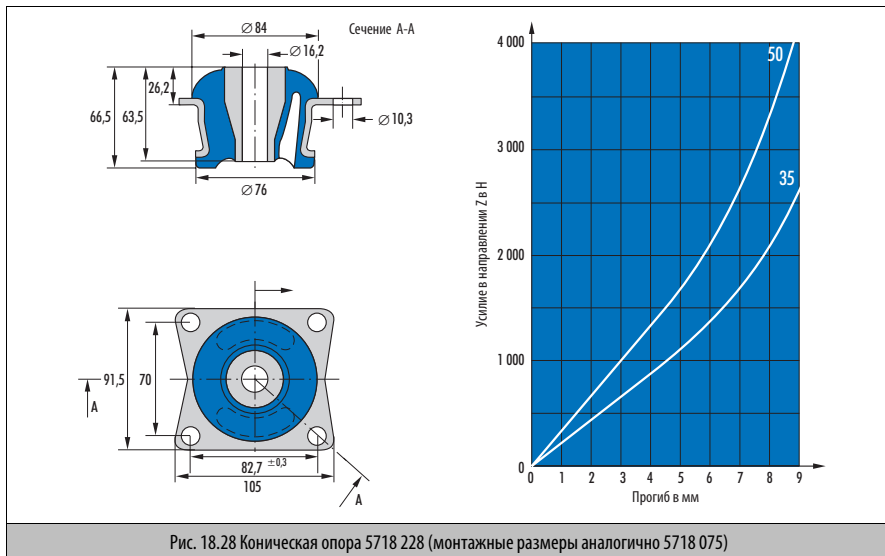 Ø 84
Сечение А-А
Ø 16,2
26,2
66,5
63,5
Ø 10,3
Ø 76
91,5
70
А
82,7 ±0,3
105
А
Усилие в направлении Z в Н
4 000
3 000
2 000
1 000
0
50
35
0 1 2 3 4 5 6 7 8 9
Прогиб в мм
Рис. 18.28 Коническая опора 5718 228 (монтажные размеры аналогично 5718 075)